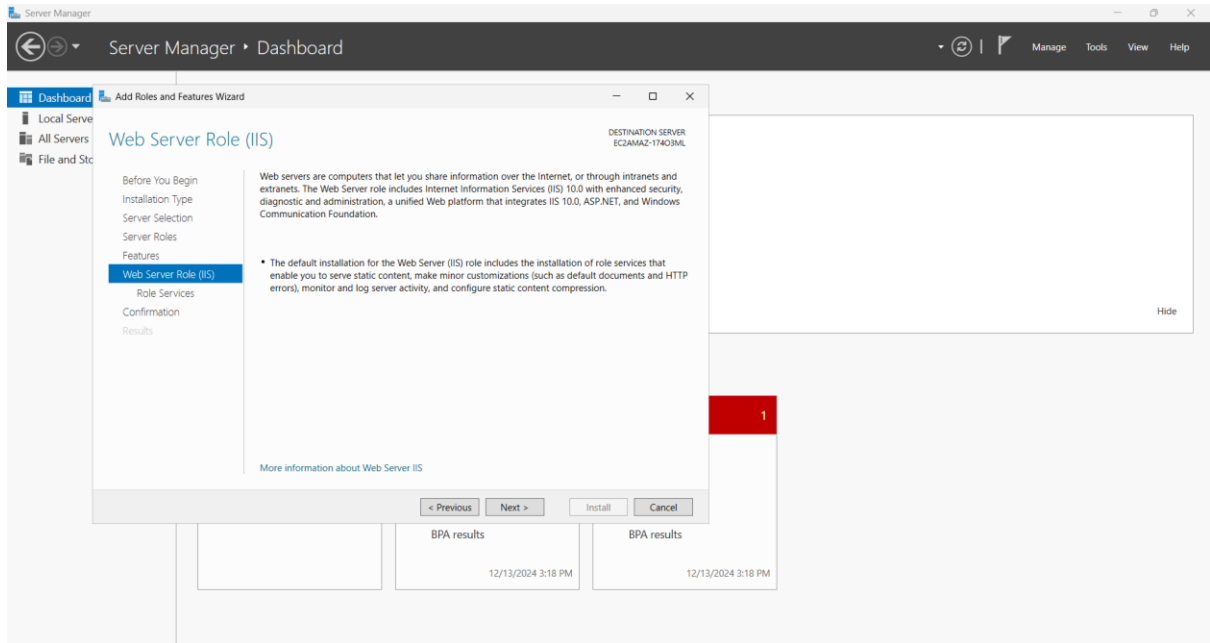 Server Manager
Server Manager ‣ Dashboard
Manage Tools View Help
Dashboard
Local Serve
All Servers
File and Sto
Add Roles and Features Wizard
Web Server Role (IIS)
DESTINATION SERVER
EC2AMAZ-174O3ML
Before You Begin
Installation Type
Server Selection
Server Roles
Features
Web Server Role (IIS)
Role Services
Confirmation
Results
Web servers are computers that let you share information over the Internet, or through intranets and
extranets. The Web Server role includes Internet Information Services (IIS) 10.0 with enhanced security,
diagnostic and administration, a unified Web platform that integrates IIS 10.0, ASP.NET, and Windows
Communication Foundation.
• The default installation for the Web Server (IIS) role includes the installation of role services that
enable you to serve static content, make minor customizations (such as default documents and HTTP
errors), monitor and log server activity, and configure static content compression.
More information about Web Server IIS
< Previous Next > Install Cancel
Hide
1
BPA results BPA results
12/13/2024 3:18 PM 12/13/2024 3:18 PM